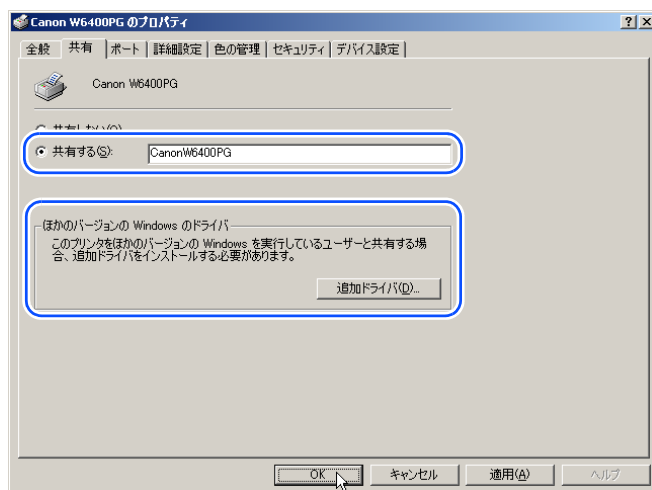 Canon W6400PG のプロパティ
全般 共有 ポート 詳細設定 色の管理 セキュリティ デバイス設定
Canon W6400PG
共有しない(O)
共有する(S): CanonW6400PG
ほかのバージョンの Windows のドライバ
このプリンタをほかのバージョンの Windows を実行しているユーザーと共有する場
合、追加ドライバをインストールする必要があります。
追加ドライバ(D)...
OK キャンセル 適用(A) ヘルプ